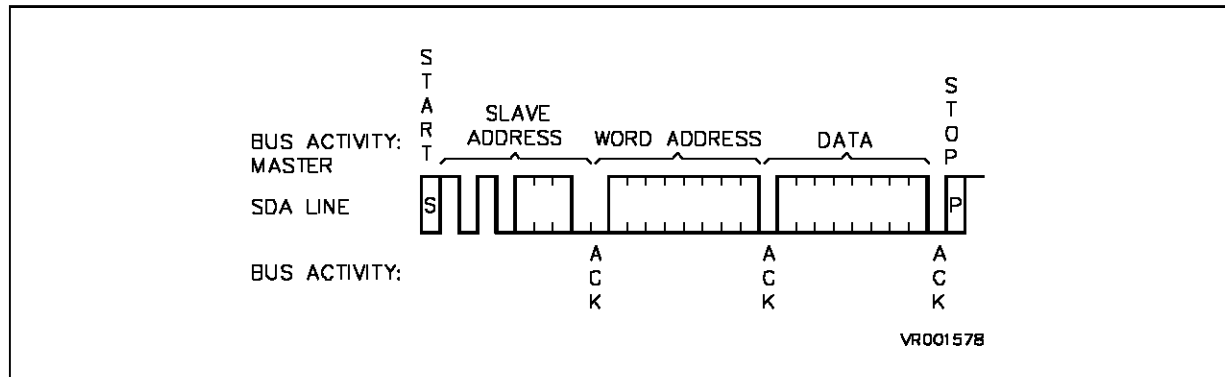 START
STOP
SLAVE
ADDRESS
WORD ADDRESS
DATA
BUS ACTIVITY:
MASTER
SDA LINE
S
P
BUS ACTIVITY:
ACK
ACK
ACK
VR001578